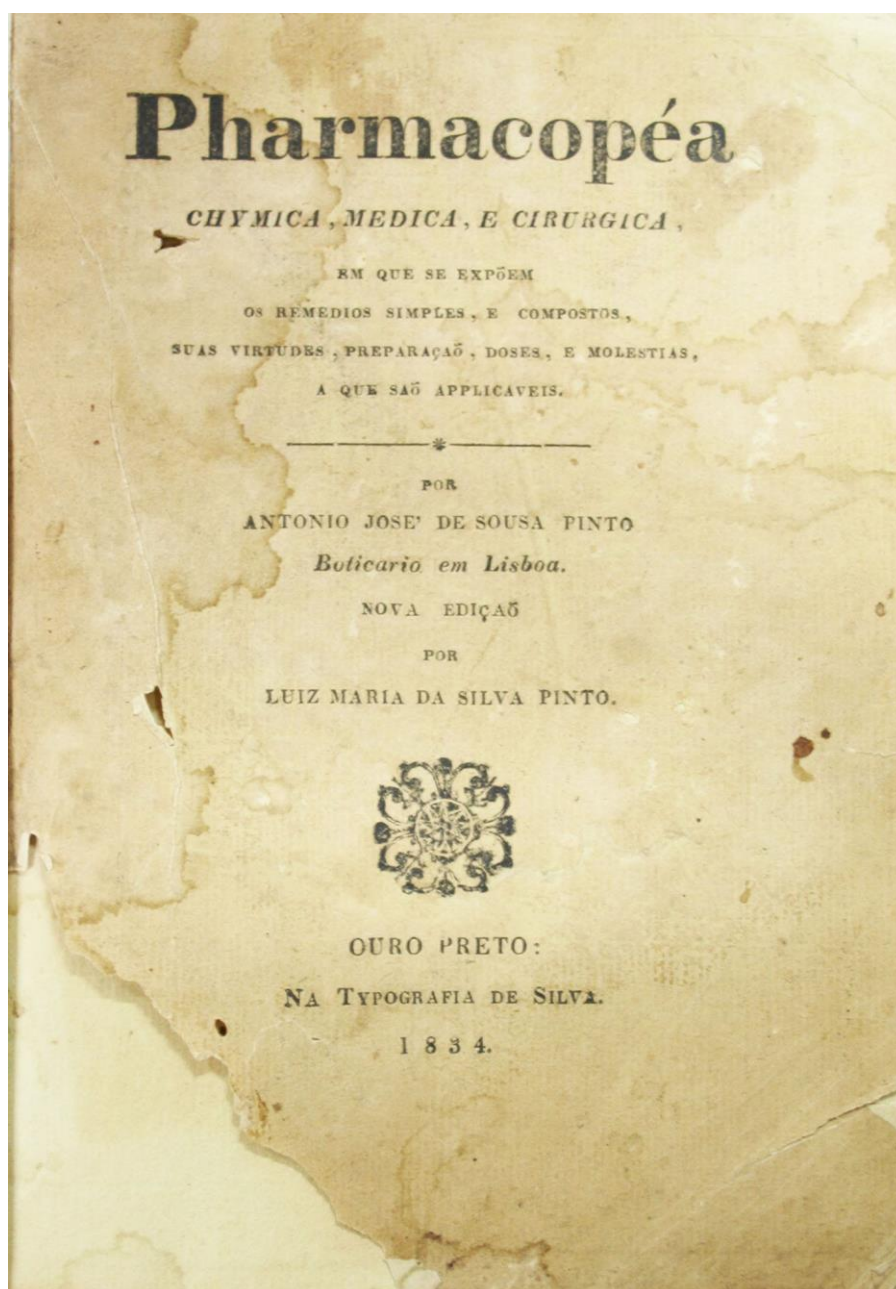 Pharmacopéa
CHYMICA, MEDICA, E CIRURGICA,
EM QUE SE EXPÕEM
OS REMEDIOS SIMPLES, E COMPOSTOS,
SUAS VIRTUDES, PREPARAÇAÕ, DOSES, E MOLESTIAS,
A QUE SAÕ APPLICAVEIS.
POR
ANTONIO JOSE' DE SOUSA PINTO
Boticario em Lisboa.
NOVA EDIÇAÕ
POR
LUIZ MARIA DA SILVA PINTO.
OURO PRETO:
NA TYPOGRAFIA DE SILVA.
1834.